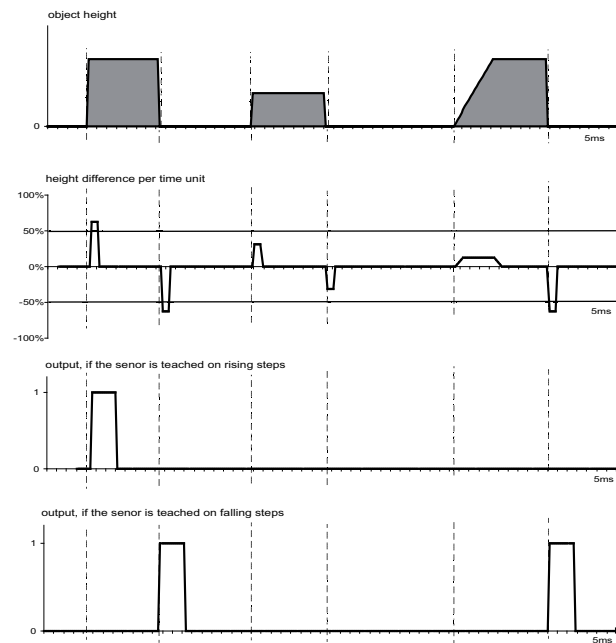 object height
0
5ms
height difference per time unit
100%
50%
0%
-50%
5ms
-100%
output, if the senor is teached on rising steps
1
0
5ms
output, if the senor is teached on falling steps
1
0
5ms